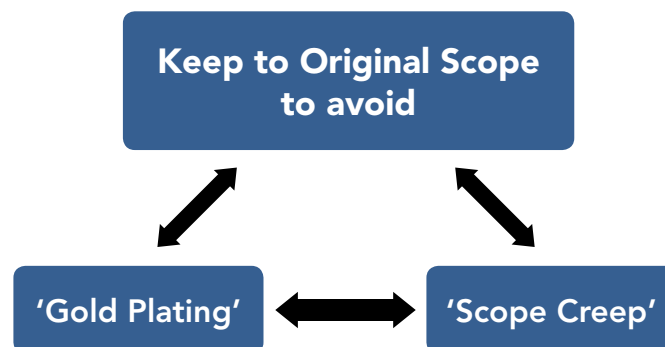 Keep to Original Scope
to avoid
‘Gold Plating’
‘Scope Creep’